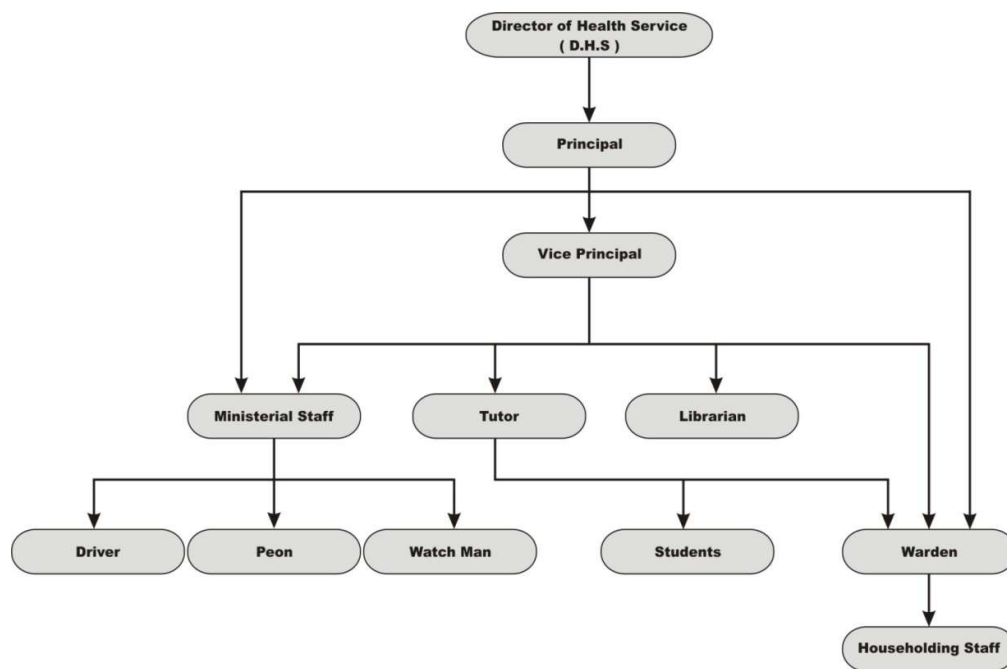 Director of Health Service
( D.H.S )
Principal
Vice Principal
Ministerial Staff
Tutor
Librarian
Driver
Peon
Watch Man
Students
Warden
Householding Staff